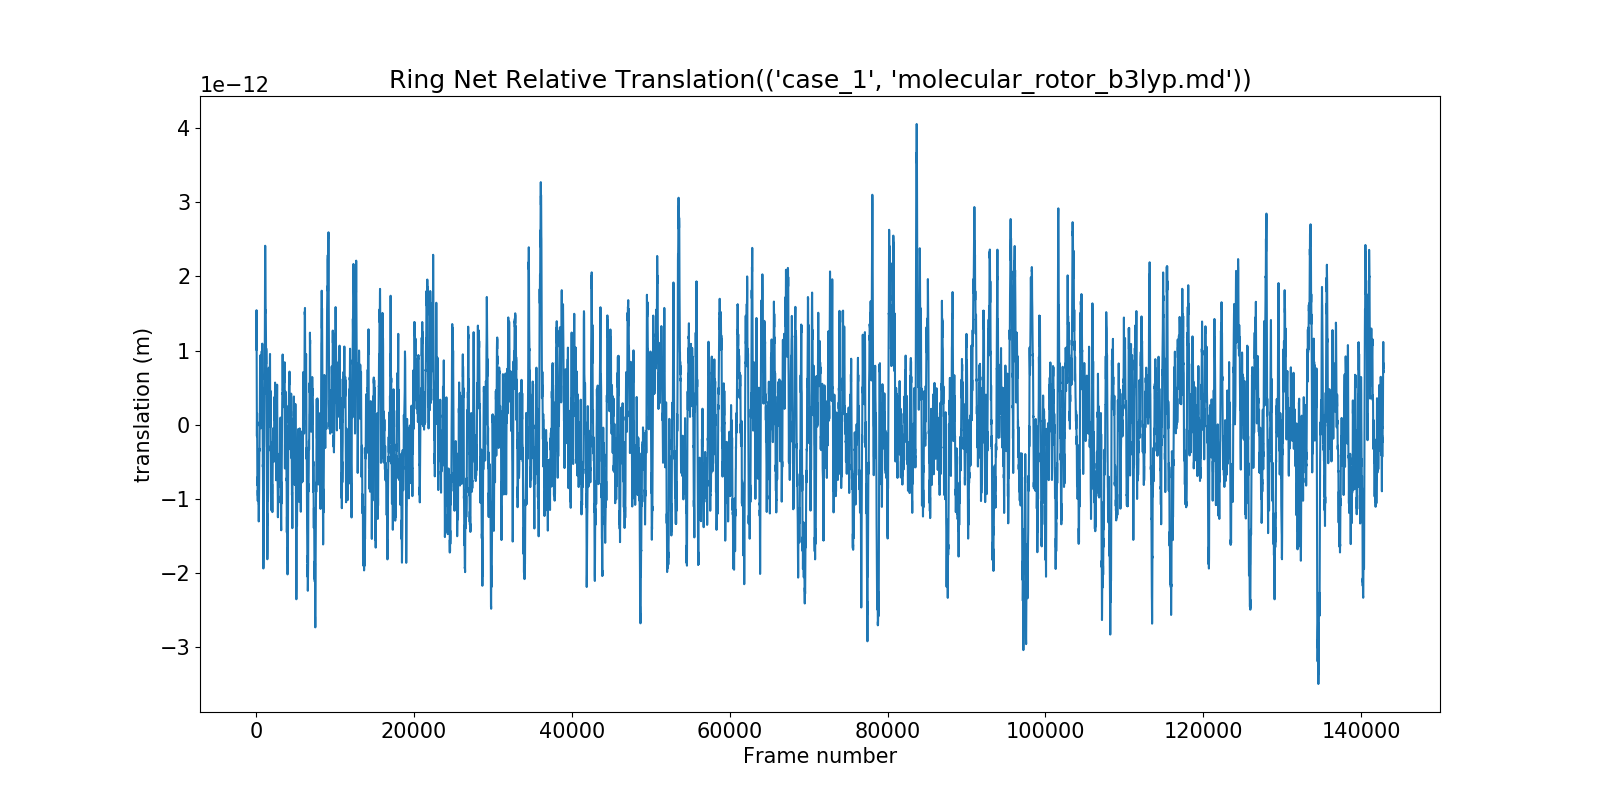 Ring Net Relative Translation(('case_1', 'molecular_rotor_b3lyp.md'))
1e−12
4
3
2
1
0
−1
−2
−3
translation (m)
0 20000 40000 60000 80000 100000 120000 140000
Frame number